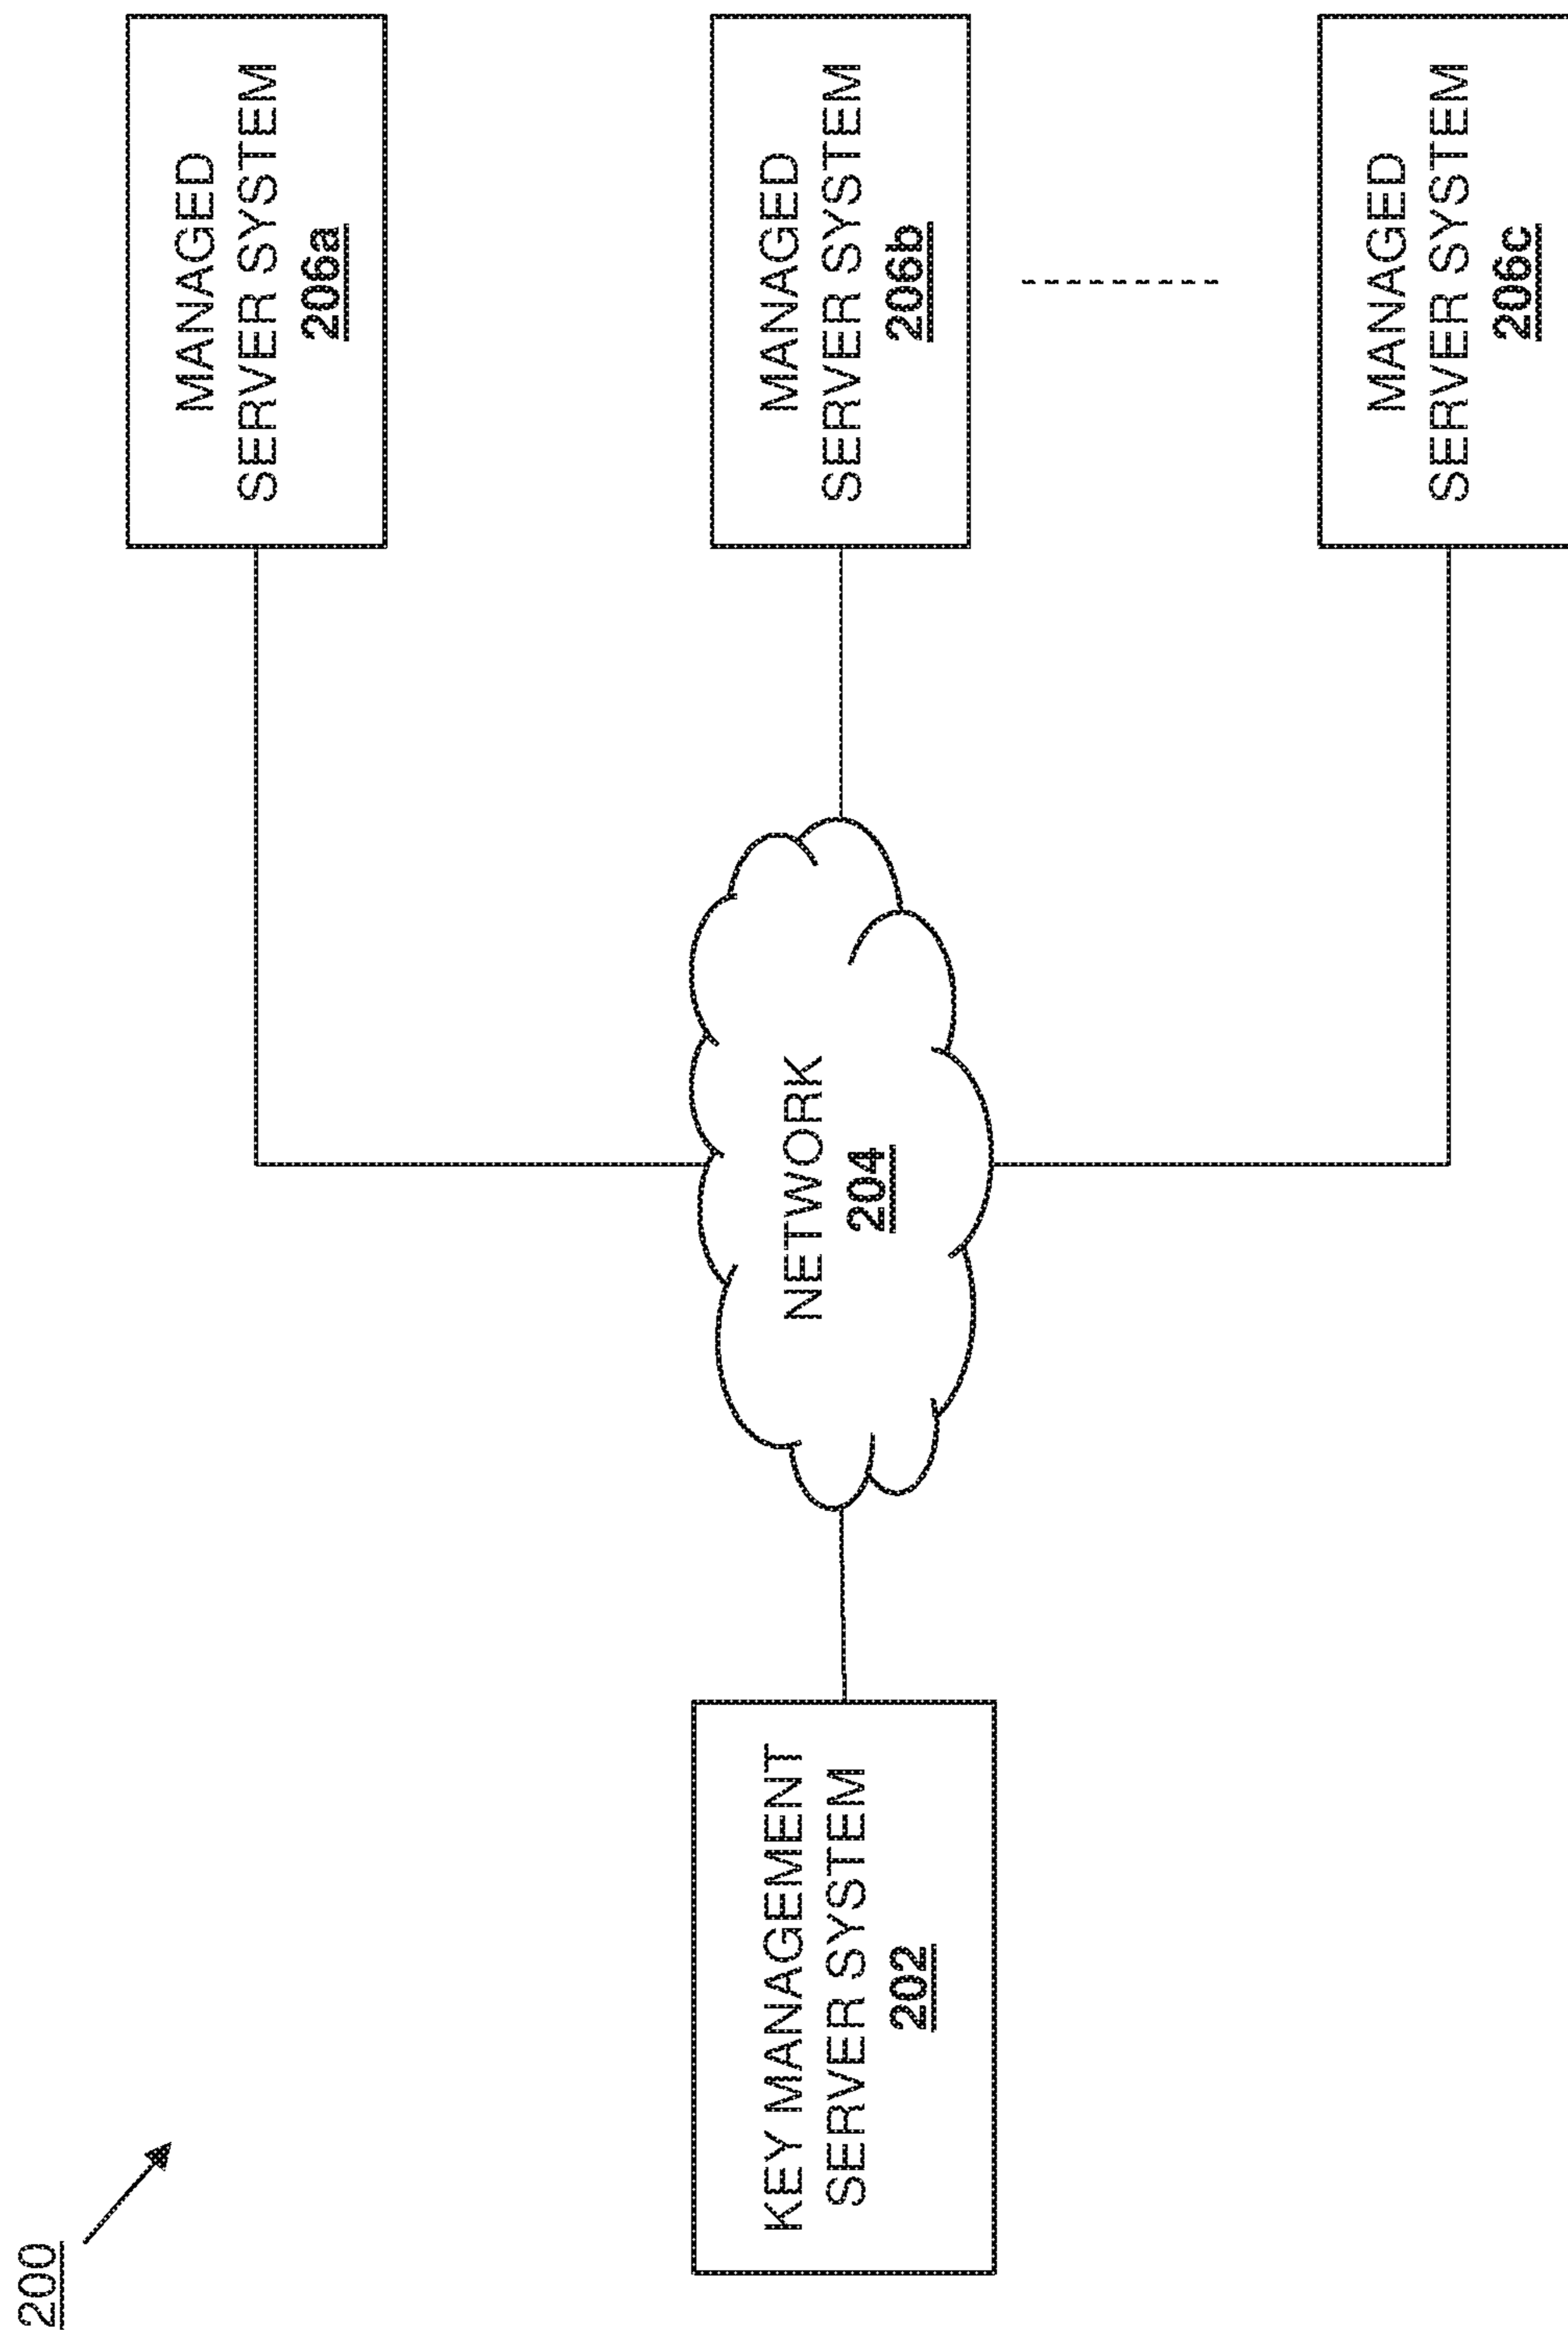 200
MANAGED
SERVER SYSTEM
206a
KEY MANAGEMENT
SERVER SYSTEM
202
NETWORK
204
MANAGED
SERVER SYSTEM
206b
MANAGED
SERVER SYSTEM
206c